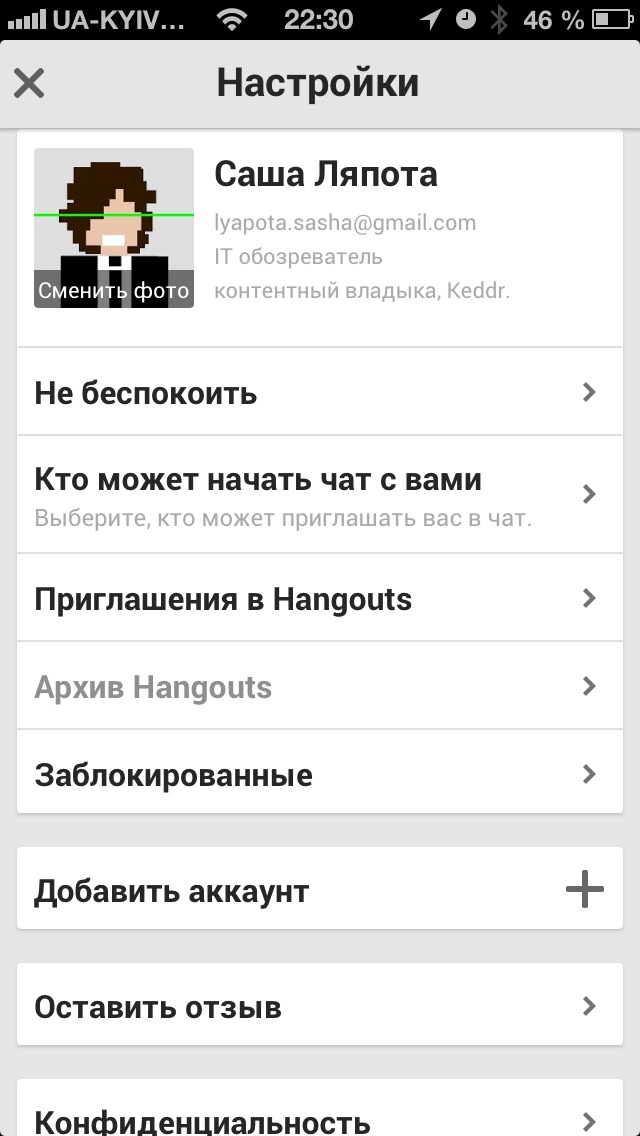 UA-KYIV... 22:30 46 %
Настройки
Саша Ляпота
lyapota.sasha@gmail.com
IT обозреватель
контентный владыка, Keddr.
Сменить фото
Не беспокоить
Кто может начать чат с вами
Выберите, кто может приглашать вас в чат.
Приглашения в Hangouts
Архив Hangouts
Заблокированные
Добавить аккаунт
Оставить отзыв
Конфиденциальность